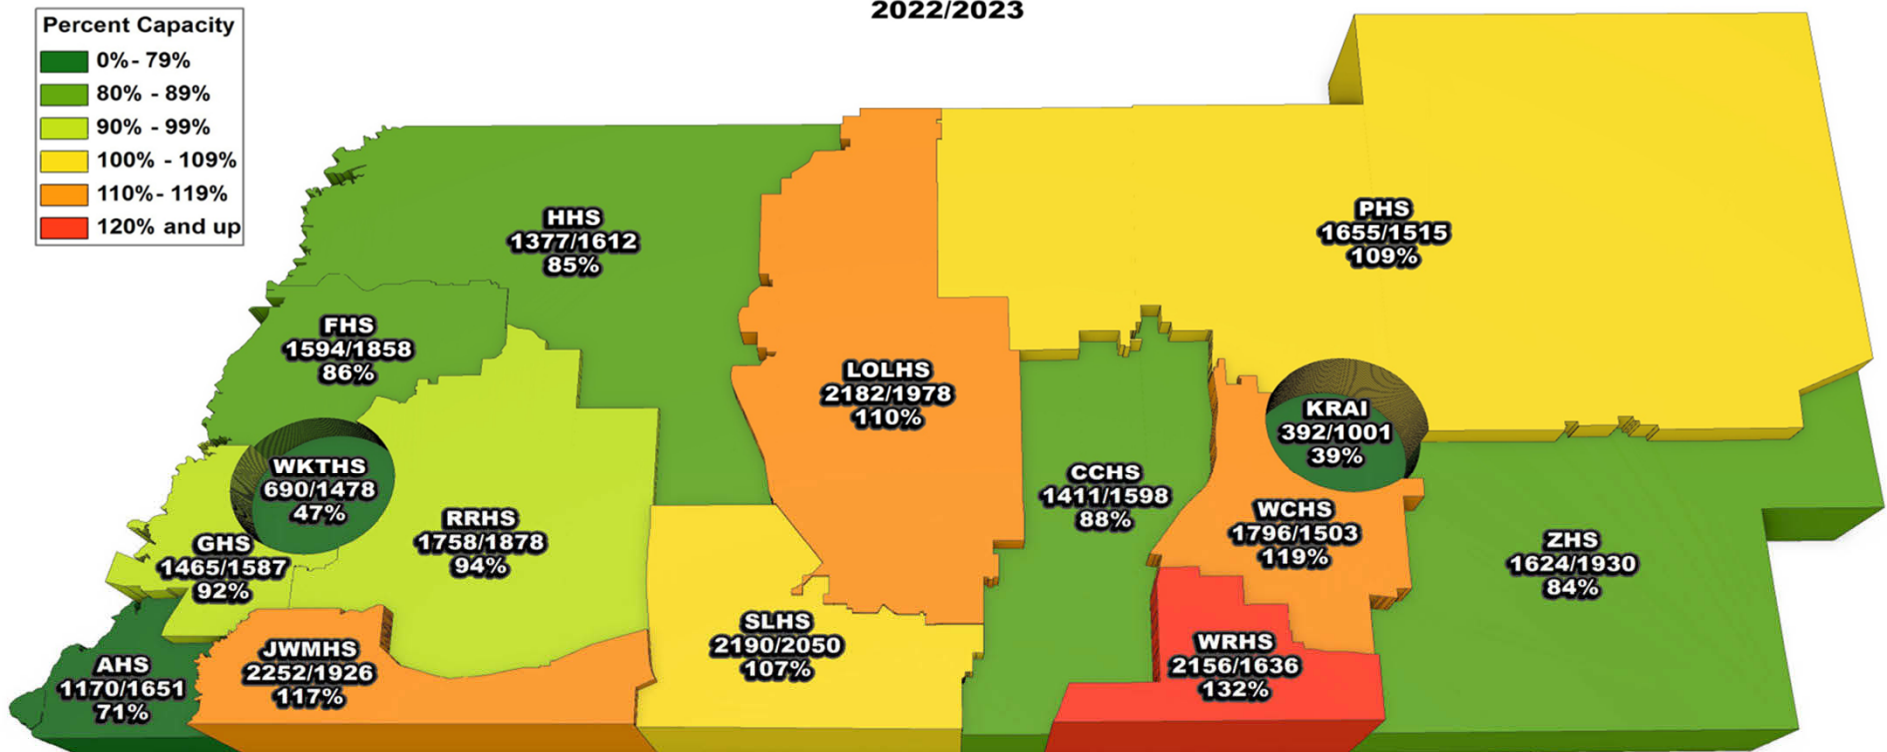 2022/2023
Percent Capacity
0%- 79%
80% - 89%
90% - 99%
100% - 109%
110%- 119%
120% and up
HHS
1377/1612
85%
PHS
1655/1515
109%
FHS
1594/1858
86%
LOLHS
2182/1978
110%
KRAI
392/1001
39%
WKTHS
690/1478
47%
CCHS
1411/1598
88%
RRHS
1758/1878
94%
WCHS
1796/1503
119%
GHS
1465/1587
92%
ZHS
1624/1930
84%
SLHS
2190/2050
107%
JWMHS
2252/1926
117%
WRHS
2156/1636
132%
AHS
1170/1651
71%